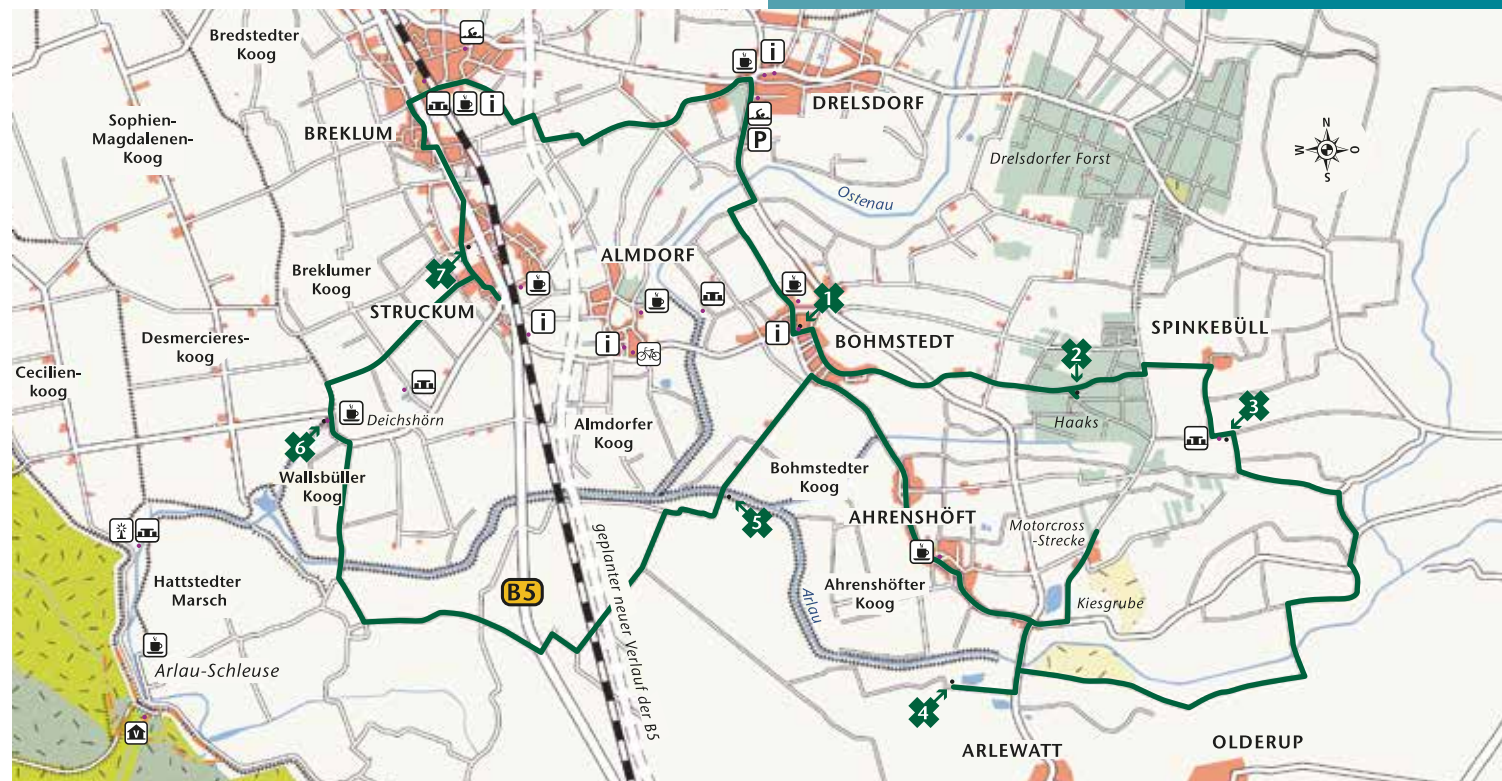 Bredstedter
Koog
Sophien-
Magdalenen-
Koog
BREKLUM
i
i
DRELSDORF
P
Drelsdorfer Forst
N
W
O
S
Ostenau
Breklumer
Koog
7
STRUCKUM
ALMDORF
i
i
i
1
BOHMSTEDT
SPINKEBÜLL
Desmercieres-
koog
Cecilien-
koog
2
Haaks
3
Deichshörn
6
Wallsbüller
Koog
Almdorfer
Koog
Bohmstedter
Koog
5
AHRENSHÖFT
Motorcross
-Strecke
Hattstedter
Marsch
B5
geplanter neuer Verlauf der B5
Ahrenshöfter
Koog
Arlau
Kiesgrube
Arlau-Schleuse
V
4
ARLEWATT
OLDERUP